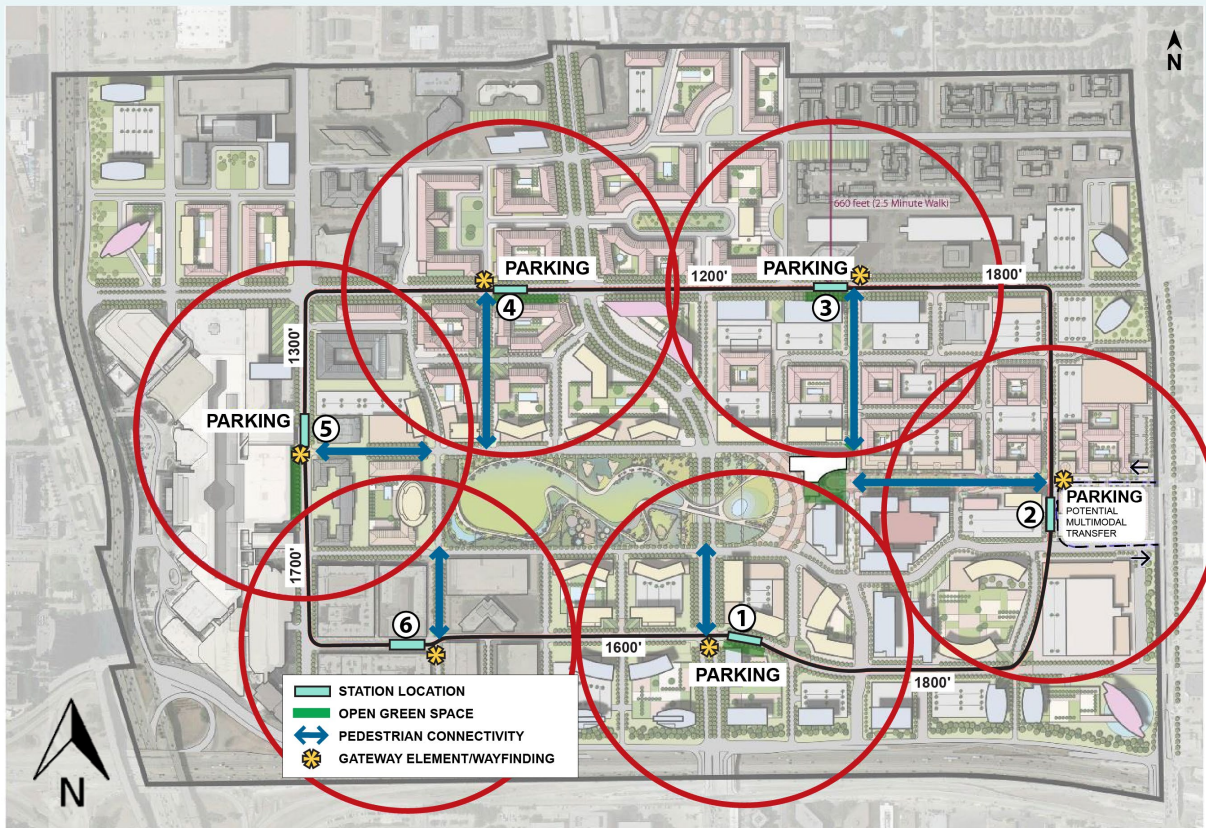 N
660 feet (2.5 Minute Walk)
PARKING
1200'
PARKING
1800'
4
3
1300'
PARKING
5
2
PARKING
POTENTIAL
MULTIMODAL
TRANSFER
1700'
6
1
1600'
PARKING
1800'
STATION LOCATION
OPEN GREEN SPACE
PEDESTRIAN CONNECTIVITY
GATEWAY ELEMENT/WAYFINDING
N